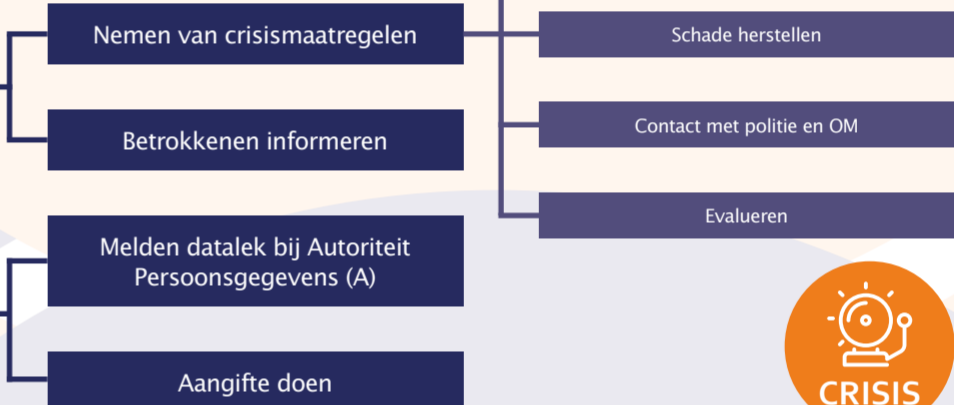 Nemen van crisismaatregelen
Betrokkenen informeren
Melden datalek bij Autoriteit
Persoonsgegevens (A)
Aangifte doen
Schade herstellen
Contact met politie en OM
Evalueren
CRISIS